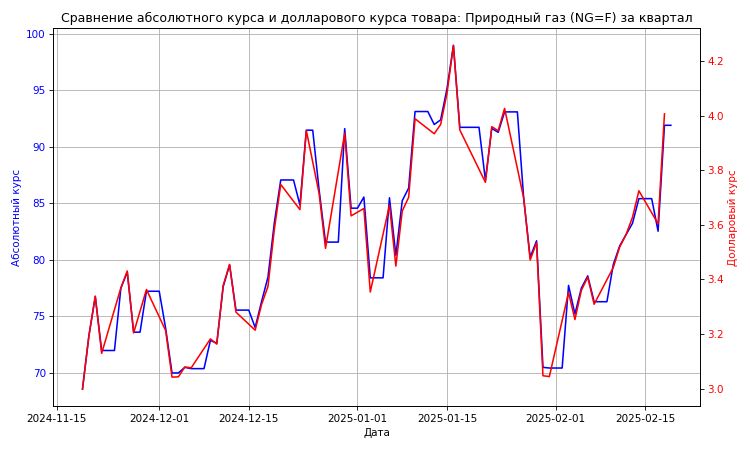 Сравнение абсолютного курса и долларового курса товара: Природный газ (NG=F) за квартал
100
95
90
85
80
75
70
Абсолютный курс
4.2
4.0
3.8
3.6
3.4
3.2
3.0
Долларовый курс
2024-11-15 2024-12-01 2024-12-15 2025-01-01 2025-01-15 2025-02-01 2025-02-15
Дата